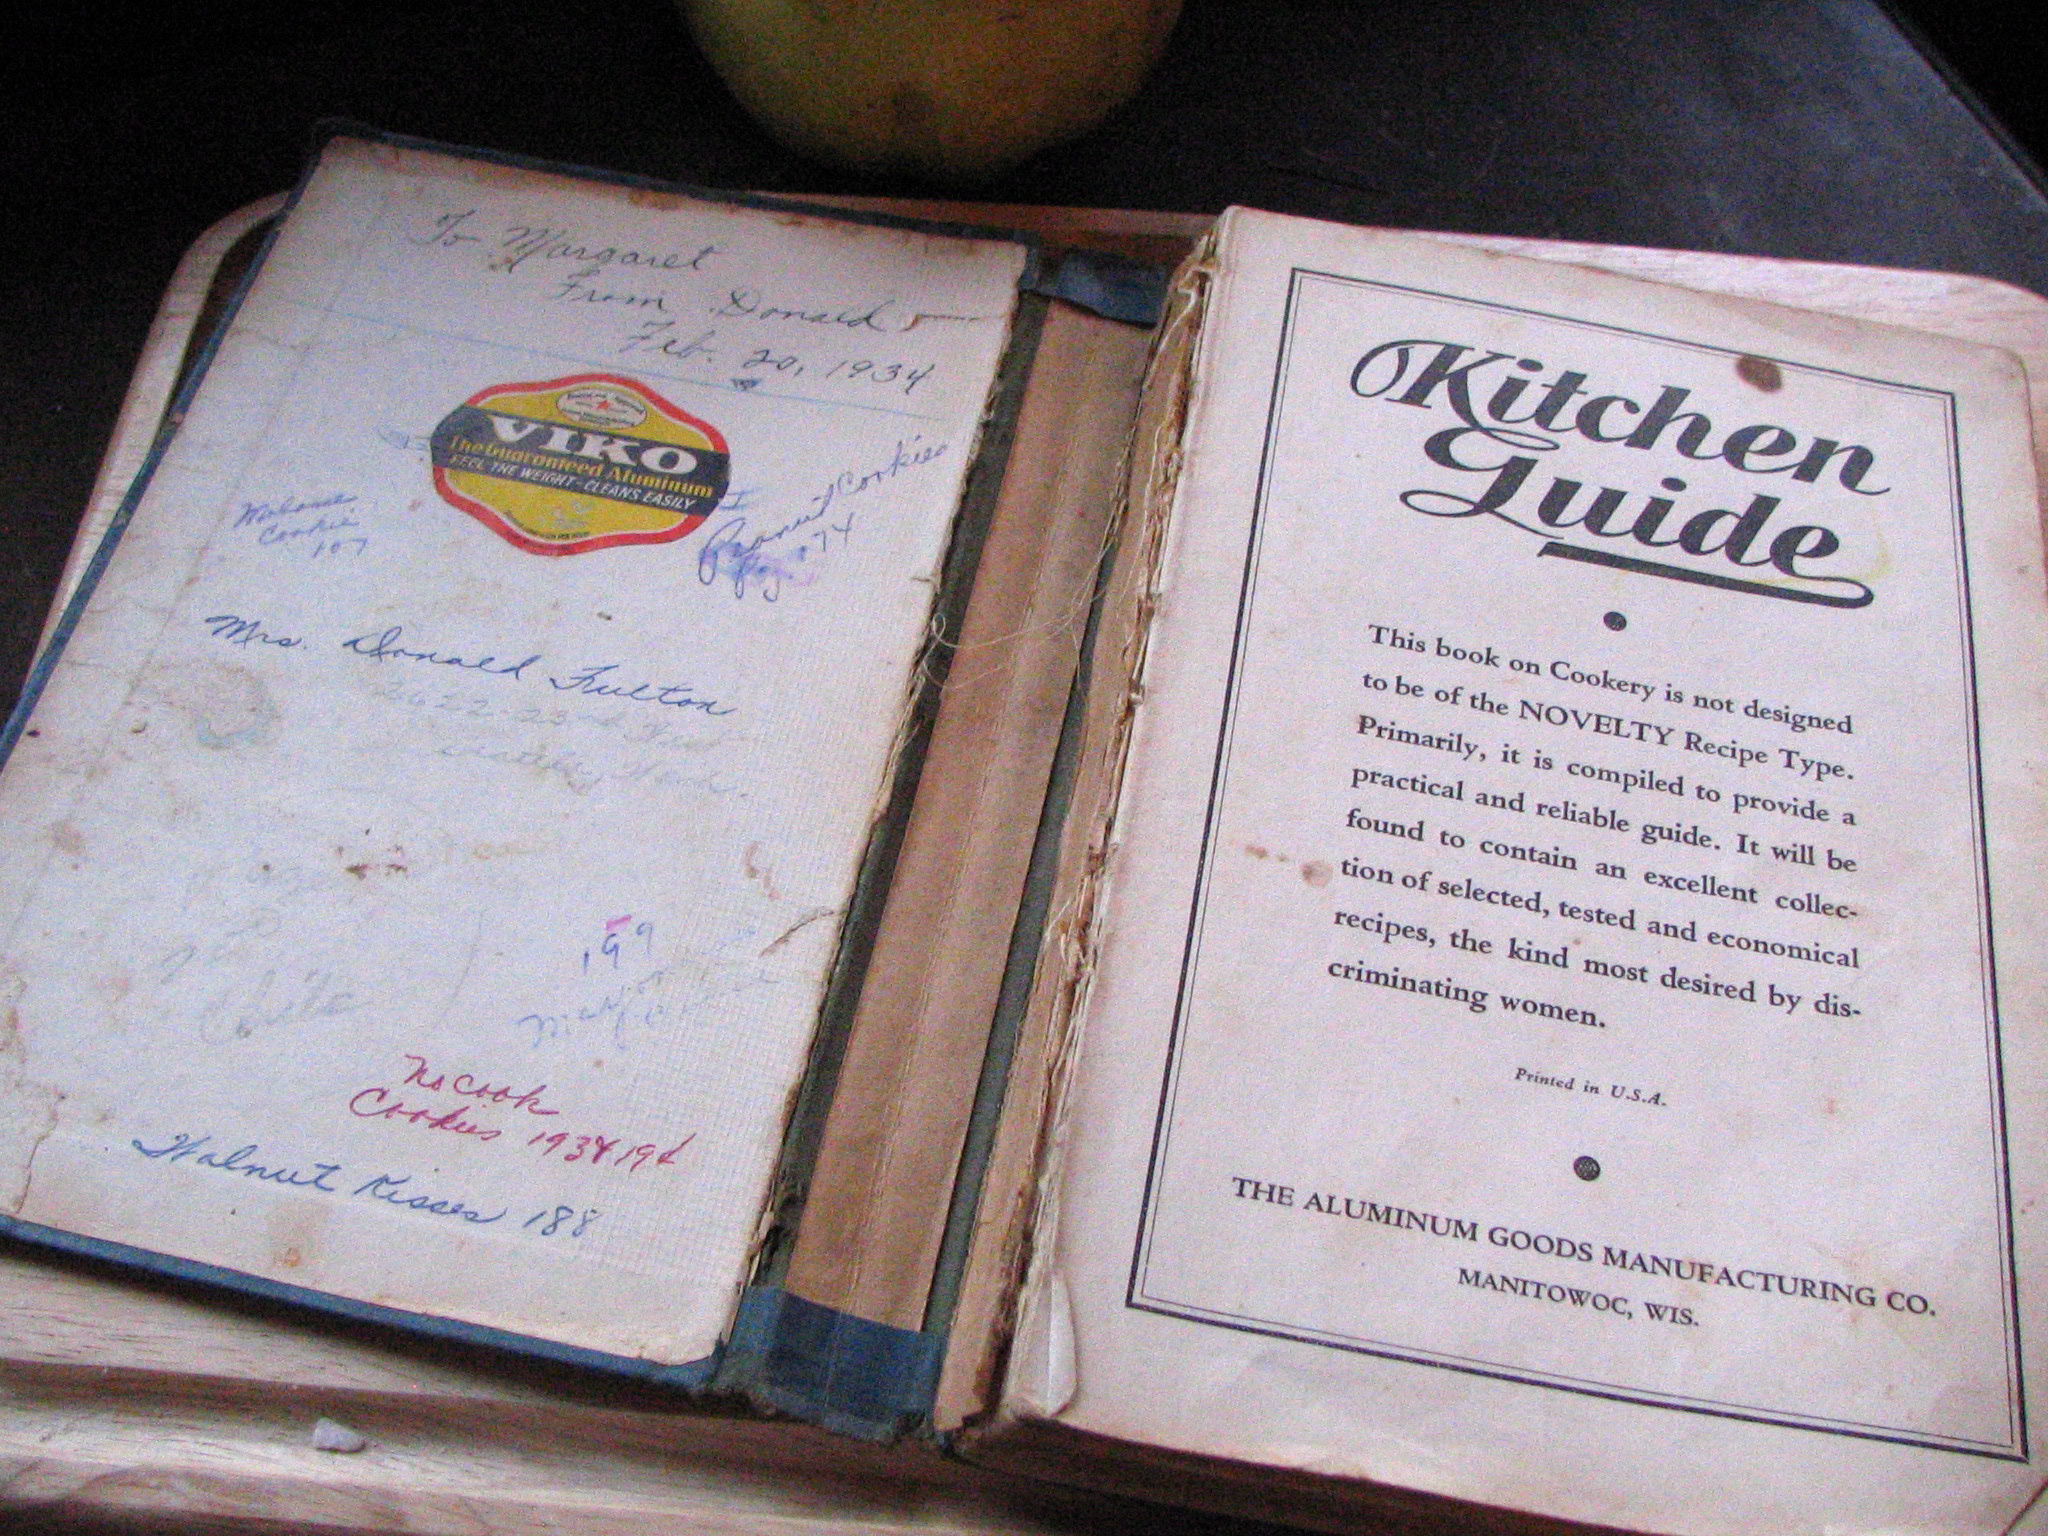 To Margaret
From Donald
Feb. 20, 1934
VIKO
The Guaranteed Aluminum
FEEL THE WEIGHT - CLEANS EASILY
Peanut Cookies
Pg. 174
Cookie
107
Mrs. Donald Fulton
2622 - 23rd
199
No Cook
Cookies 1934 19¢
Walnut Kisses 188
Kitchen
Guide
This book on Cookery is not designed
to be of the NOVELTY Recipe Type.
Primarily, it is compiled to provide a
practical and reliable guide. It will be
found to contain an excellent collec-
tion of selected, tested and economical
recipes, the kind most desired by dis-
criminating women.
Printed in U.S.A.
THE ALUMINUM GOODS MANUFACTURING CO.
MANITOWOC, WIS.